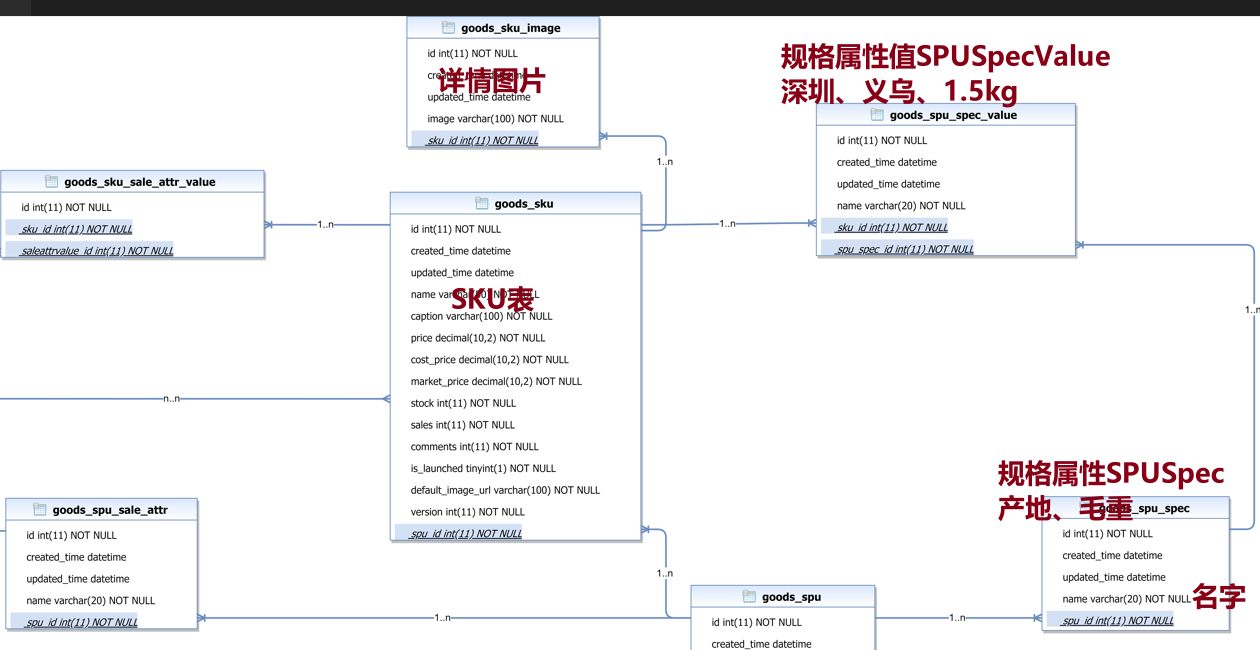 goods_sku_image
id int(11) NOT NULL
详情图片
updated_time datetime
image varchar(100) NOT NULL
sku_id int(11) NOT NULL
规格属性值SPUSpecValue
深圳、义乌、1.5kg
goods_spu_spec_value
id int(11) NOT NULL
created_time datetime
updated_time datetime
name varchar(20) NOT NULL
sku_id int(11) NOT NULL
spu_spec_id int(11) NOT NULL
goods_sku_sale_attr_value
id int(11) NOT NULL
sku_id int(11) NOT NULL
saleattrvalue_id int(11) NOT NULL
1..n
1..n
1..n
goods_sku
id int(11) NOT NULL
created_time datetime
updated_time datetime
SKU表
caption varchar(100) NOT NULL
price decimal(10,2) NOT NULL
cost_price decimal(10,2) NOT NULL
market_price decimal(10,2) NOT NULL
stock int(11) NOT NULL
sales int(11) NOT NULL
comments int(11) NOT NULL
is_launched tinyint(1) NOT NULL
default_image_url varchar(100) NOT NULL
version int(11) NOT NULL
spu_id int(11) NOT NULL
n..n
goods_spu_sale_attr
id int(11) NOT NULL
created_time datetime
updated_time datetime
name varchar(20) NOT NULL
spu_id int(11) NOT NULL
1..n
1..n
goods_spu
id int(11) NOT NULL
created_time datetime
1..n
规格属性SPUSpec
产地、毛重
goods_spu_spec
id int(11) NOT NULL
created_time datetime
updated_time datetime
name varchar(20) NOT NULL
名字
spu_id int(11) NOT NULL